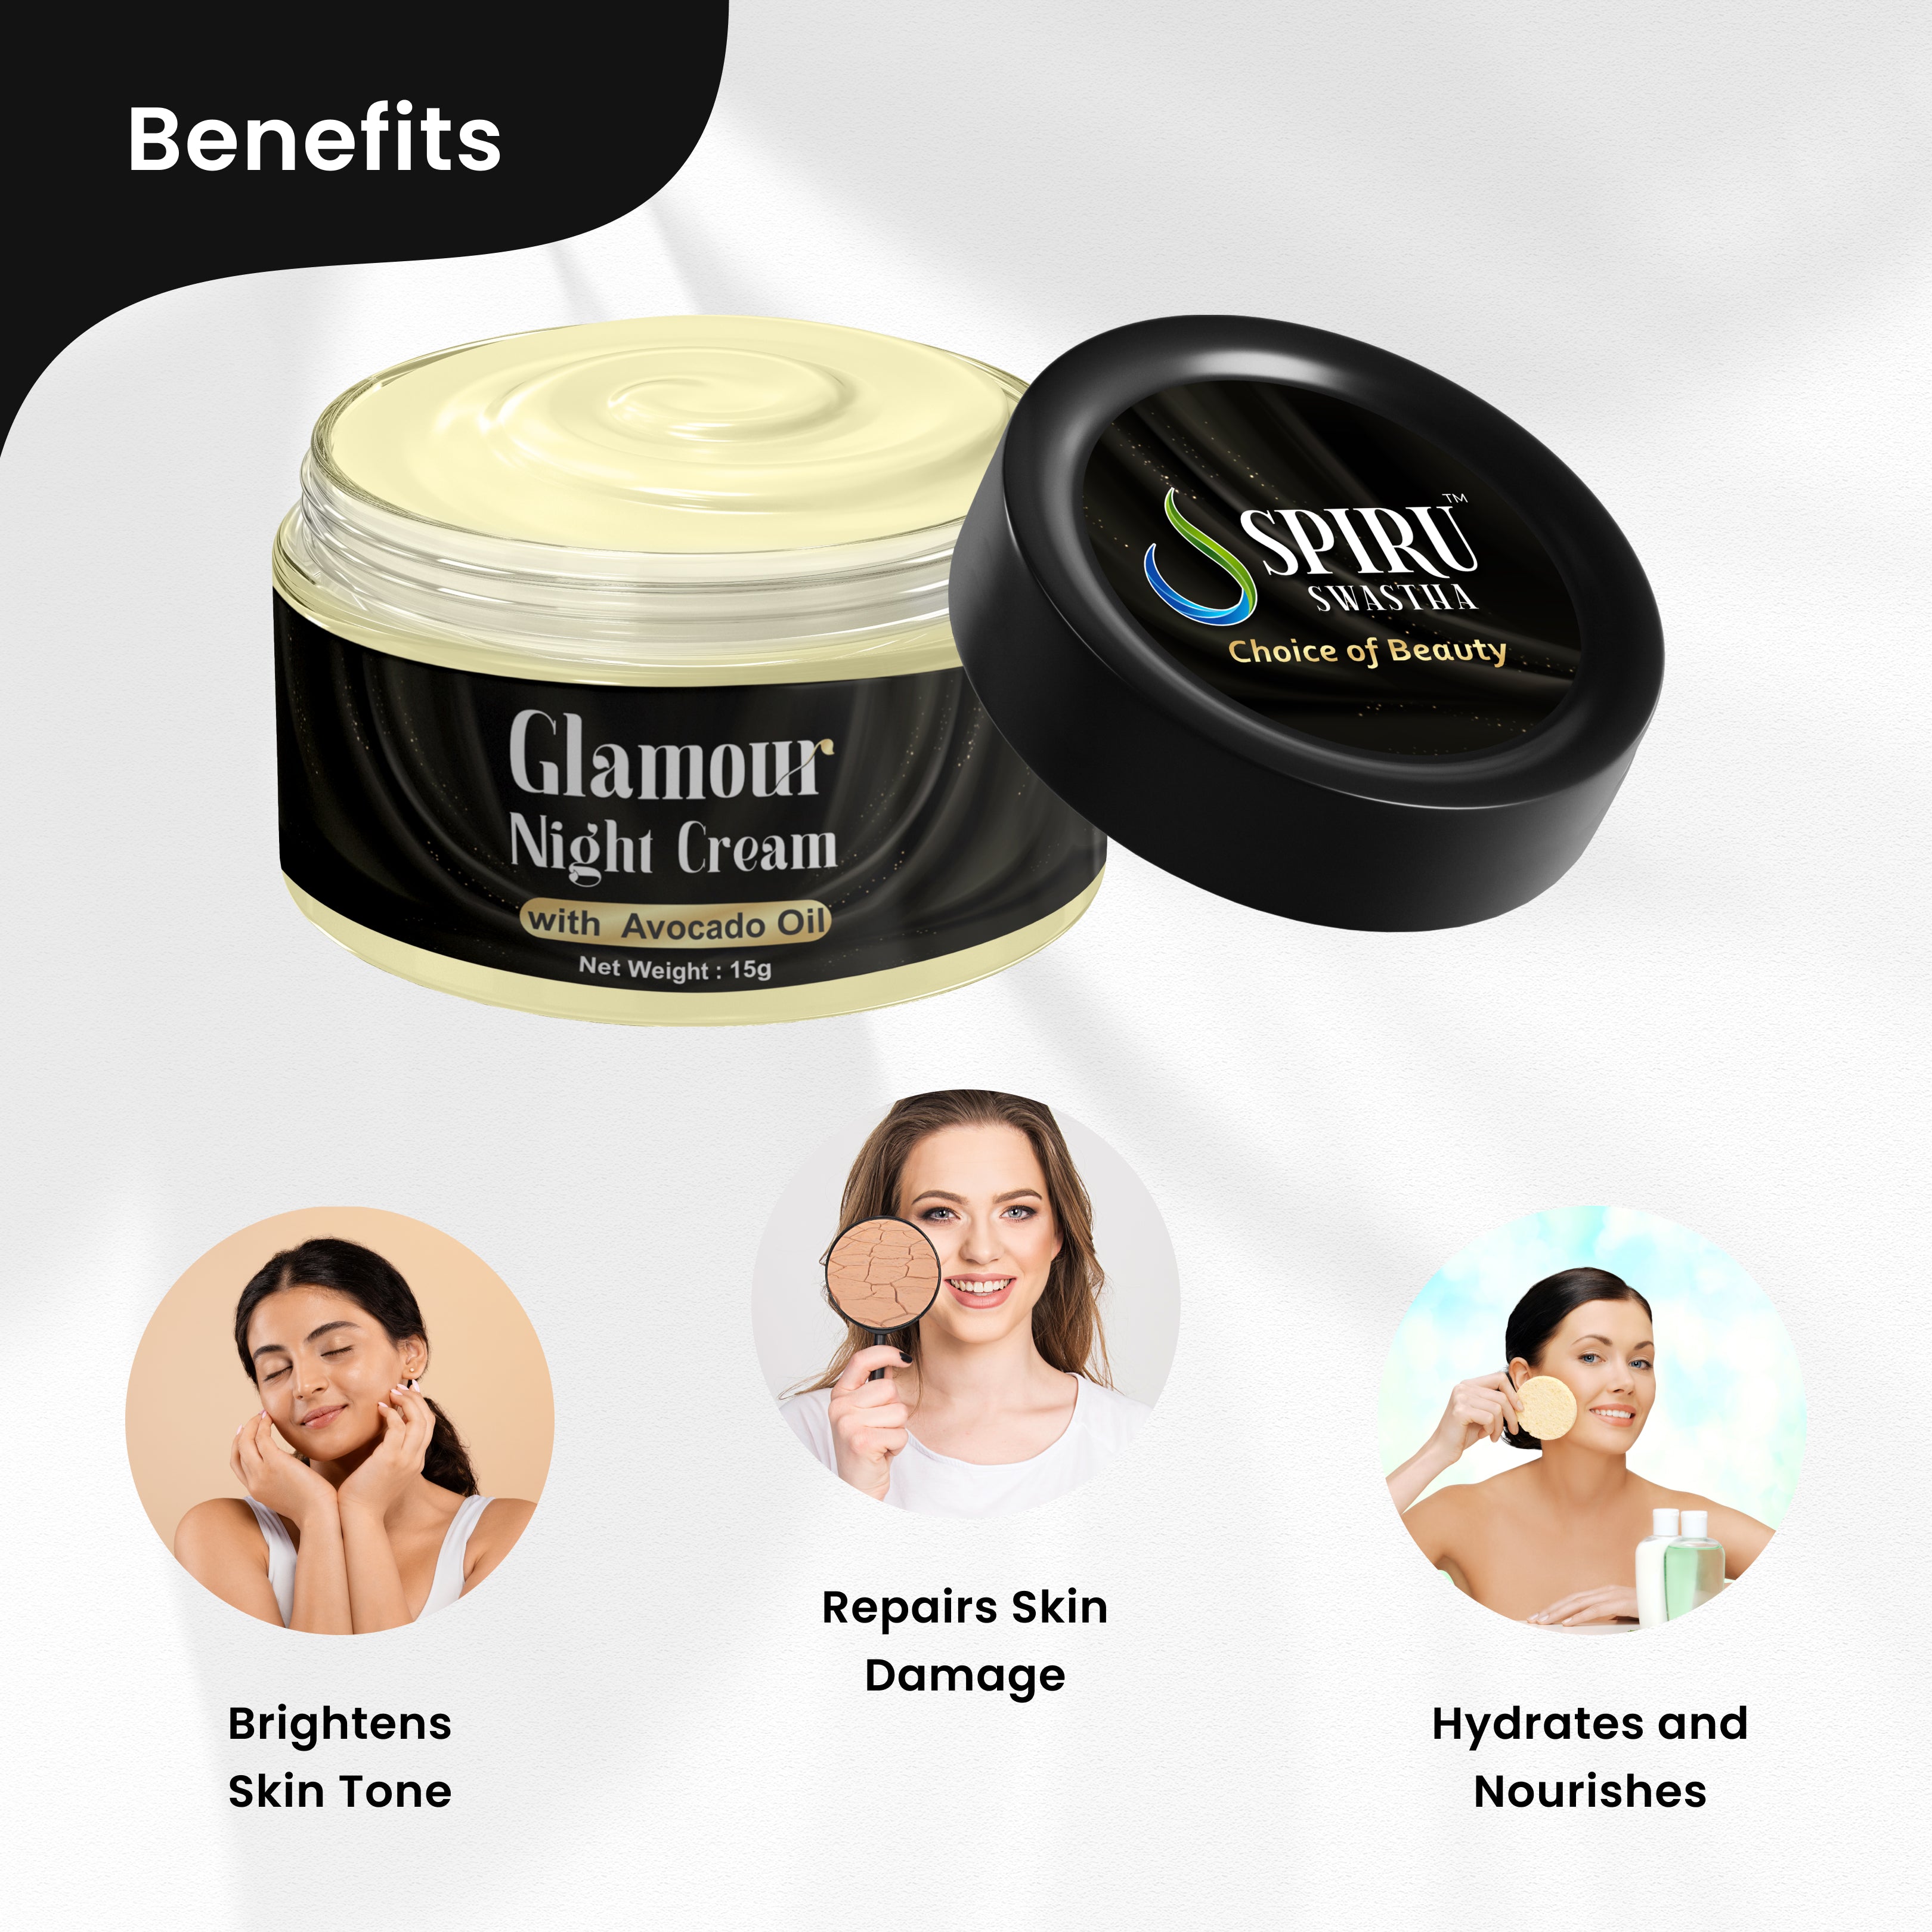 Benefits
SPIRU™
SWASTHA
Choice of Beauty
Glamour
Night Cream
with Avocado Oil
Net Weight : 15g
Repairs Skin
Damage
Brightens
Skin Tone
Hydrates and
Nourishes